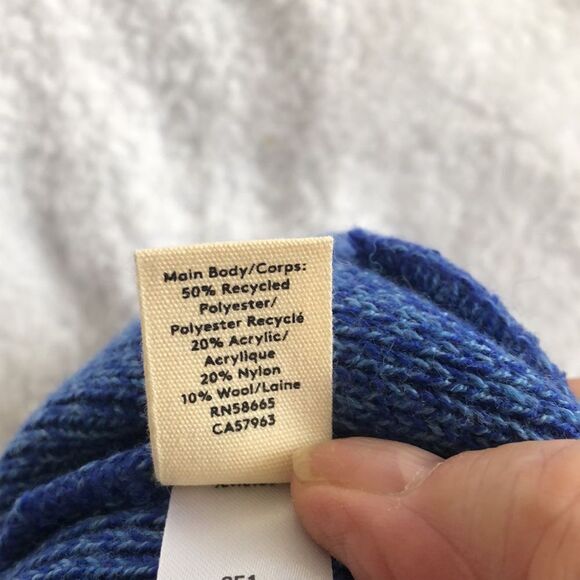 Main Body/Corps:
50% Recycled
Polyester/
Polyester Recyclé
20% Acrylic/
Acrylique
20% Nylon
10% Wool/Laine
RN58665
CA57963